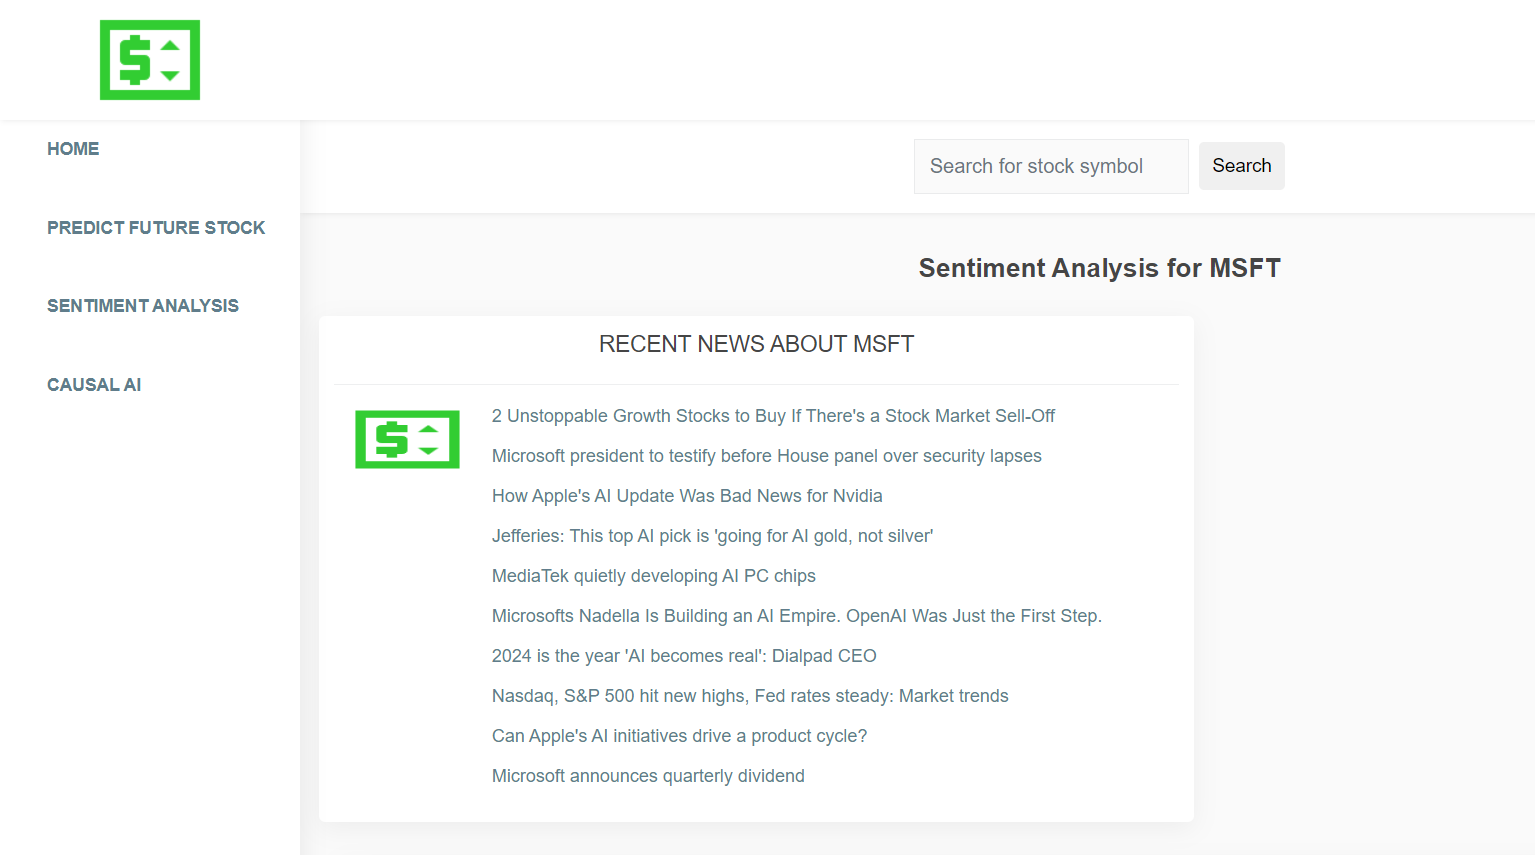 $
HOME
PREDICT FUTURE STOCK
SENTIMENT ANALYSIS
CAUSAL AI
Search for stock symbol
Search
Sentiment Analysis for MSFT
RECENT NEWS ABOUT MSFT
$
2 Unstoppable Growth Stocks to Buy If There's a Stock Market Sell-Off
Microsoft president to testify before House panel over security lapses
How Apple's AI Update Was Bad News for Nvidia
Jefferies: This top AI pick is 'going for AI gold, not silver'
MediaTek quietly developing AI PC chips
Microsofts Nadella Is Building an AI Empire. OpenAI Was Just the First Step.
2024 is the year 'AI becomes real': Dialpad CEO
Nasdaq, S&P 500 hit new highs, Fed rates steady: Market trends
Can Apple's AI initiatives drive a product cycle?
Microsoft announces quarterly dividend